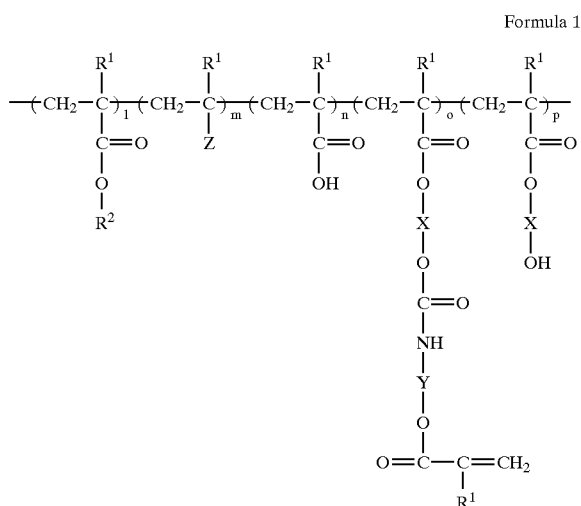 Formula 1
R¹ R¹ R¹ R¹ R¹
—(CH₂—C)ₗ(CH₂—C)ₘ(CH₂—C)ₙ(CH₂—C)ₒ(CH₂—C)ₚ—
C=O Z C=O C=O C=O
O OH O O
R² X X
O OH
C=O
NH
Y
O
O=C—C=CH₂
R¹